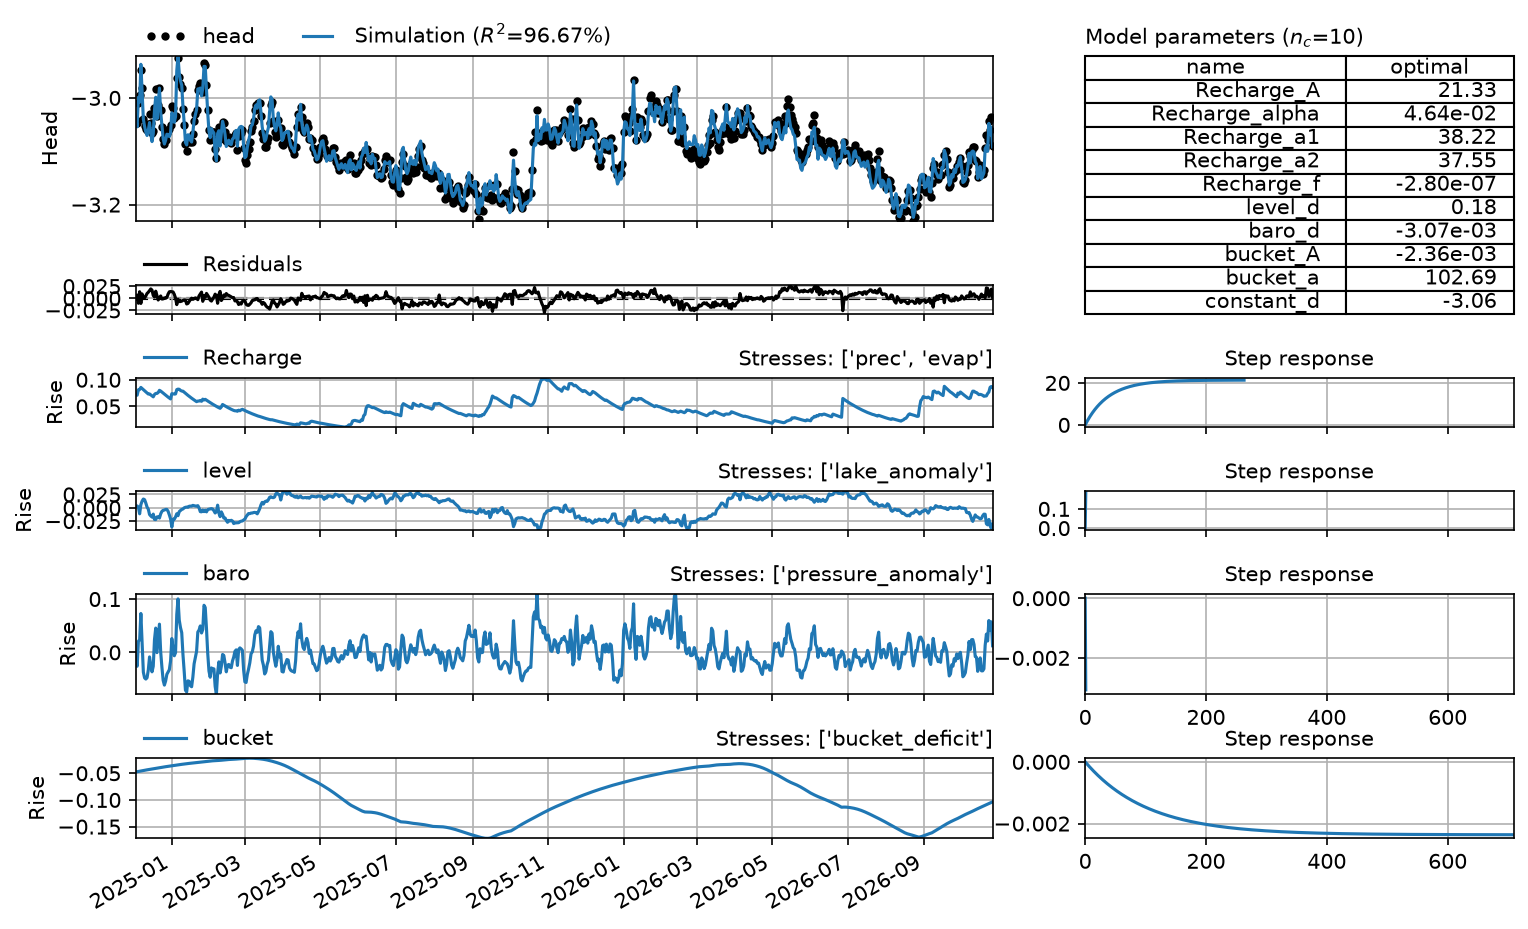 head Simulation (R²=96.67%)
Model parameters (n_c=10)
Head
−3.0
−3.2
name optimal
Recharge_A 21.33
Recharge_alpha 4.64e-02
Recharge_a1 38.22
Recharge_a2 37.55
Recharge_f -2.80e-07
level_d 0.18
baro_d -3.07e-03
bucket_A -2.36e-03
bucket_a 102.69
constant_d -3.06
Residuals
0.025
0.000
−0.025
Recharge Stresses: ['prec', 'evap'] Step response
Rise
0.10
0.05
20
0
level Stresses: ['lake_anomaly'] Step response
Rise
0.025
0.000
−0.025
0.1
0.0
baro Stresses: ['pressure_anomaly'] Step response
Rise
0.1
0.0
0.000
−0.002
0 200 400 600
bucket Stresses: ['bucket_deficit'] Step response
Rise
−0.05
−0.10
−0.15
0.000
−0.002
0 200 400 600
2025-01 2025-03 2025-05 2025-07 2025-09 2025-11 2026-01 2026-03 2026-05 2026-07 2026-09